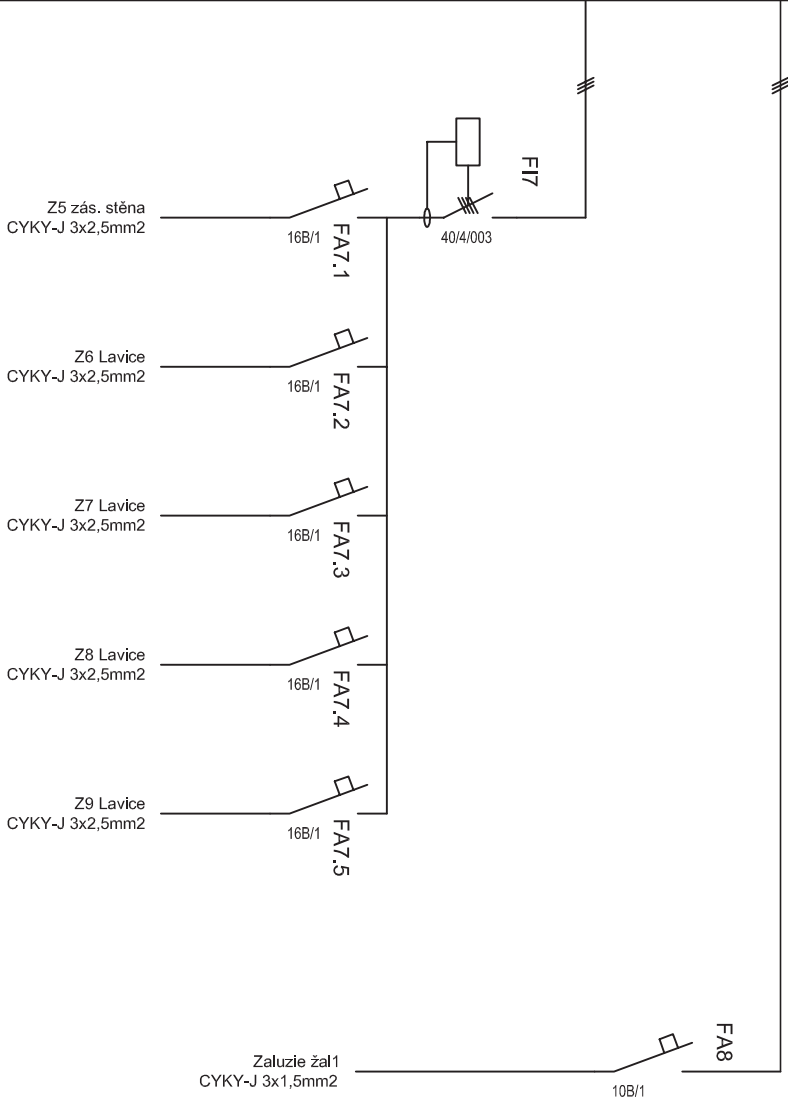 FI7
40/4/003
Z5 zás. stěna
CYKY-J 3x2,5mm2
16B/1
FA7.1
Z6 Lavice
CYKY-J 3x2,5mm2
16B/1
FA7.2
Z7 Lavice
CYKY-J 3x2,5mm2
16B/1
FA7.3
Z8 Lavice
CYKY-J 3x2,5mm2
16B/1
FA7.4
Z9 Lavice
CYKY-J 3x2,5mm2
16B/1
FA7.5
Zaluzie žal1
CYKY-J 3x1,5mm2
10B/1
FA8